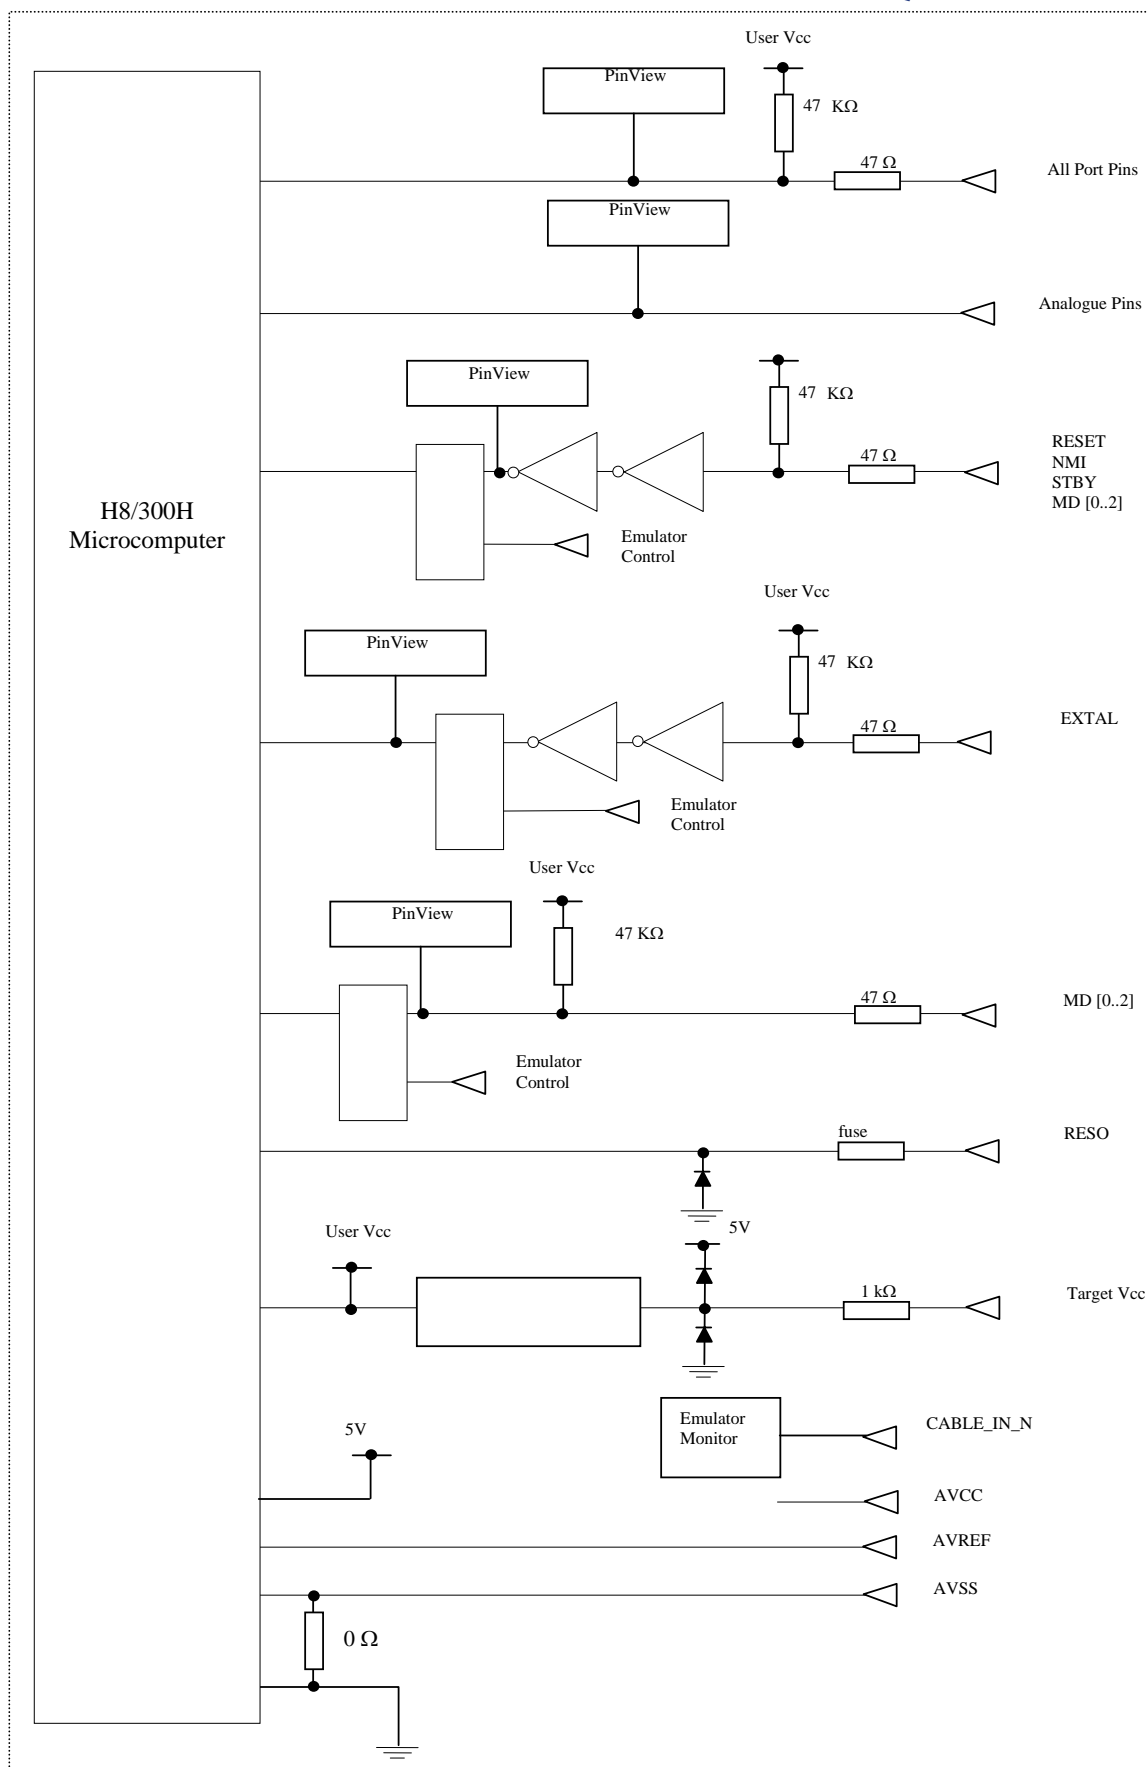 User Vcc
PinView
47 KΩ
47 Ω
All Port Pins
PinView
Analogue Pins
PinView
47 KΩ
47 Ω
RESET
NMI
STBY
MD [0..2]
H8/300H
Microcomputer
Emulator
Control
User Vcc
PinView
47 KΩ
47 Ω
EXTAL
Emulator
Control
User Vcc
PinView
47 KΩ
47 Ω
MD [0..2]
Emulator
Control
fuse
RESO
User Vcc
5V
1 kΩ
Target Vcc
5V
Emulator
Monitor
CABLE_IN_N
AVCC
AVREF
AVSS
0 Ω